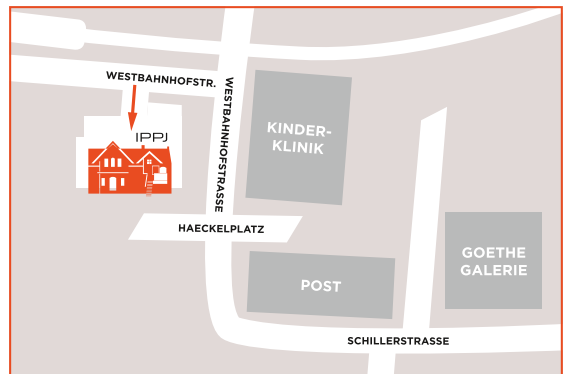 WESTBAHNHOFSTR.
WESTBAHNHOFSTRASSE
IPPJ
KINDER-
KLINIK
HAECKELPLATZ
GOETHE
GALERIE
POST
SCHILLERSTRASSE